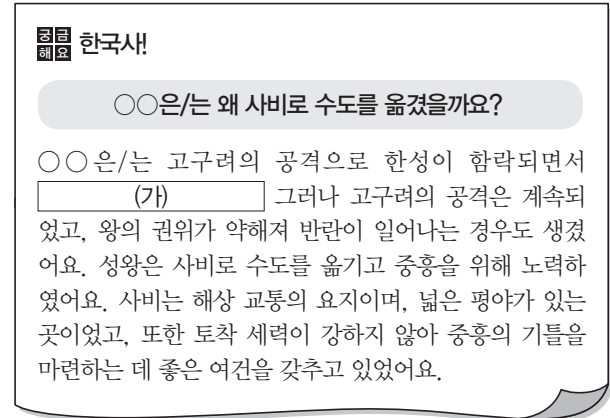 궁금
해요 한국사!
○○은/는 왜 사비로 수도를 옮겼을까요?
○○은/는 고구려의 공격으로 한성이 함락되면서
(가) 그러나 고구려의 공격은 계속되
었고, 왕의 권위가 약해져 반란이 일어나는 경우도 생겼
어요. 성왕은 사비로 수도를 옮기고 중흥을 위해 노력하
였어요. 사비는 해상 교통의 요지이며, 넓은 평야가 있는
곳이었고, 또한 토착 세력이 강하지 않아 중흥의 기틀을
마련하는 데 좋은 여건을 갖추고 있었어요.